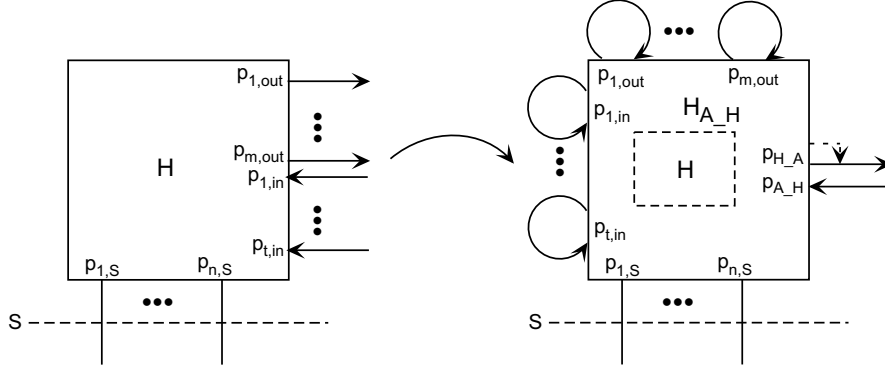 p1,out
H
pm,out
p1,in
pt,in
p1,S
pn,S
S
p1,out
pm,out
p1,in
HA_H
H
pH_A
pA_H
pt,in
p1,S
pn,S
S